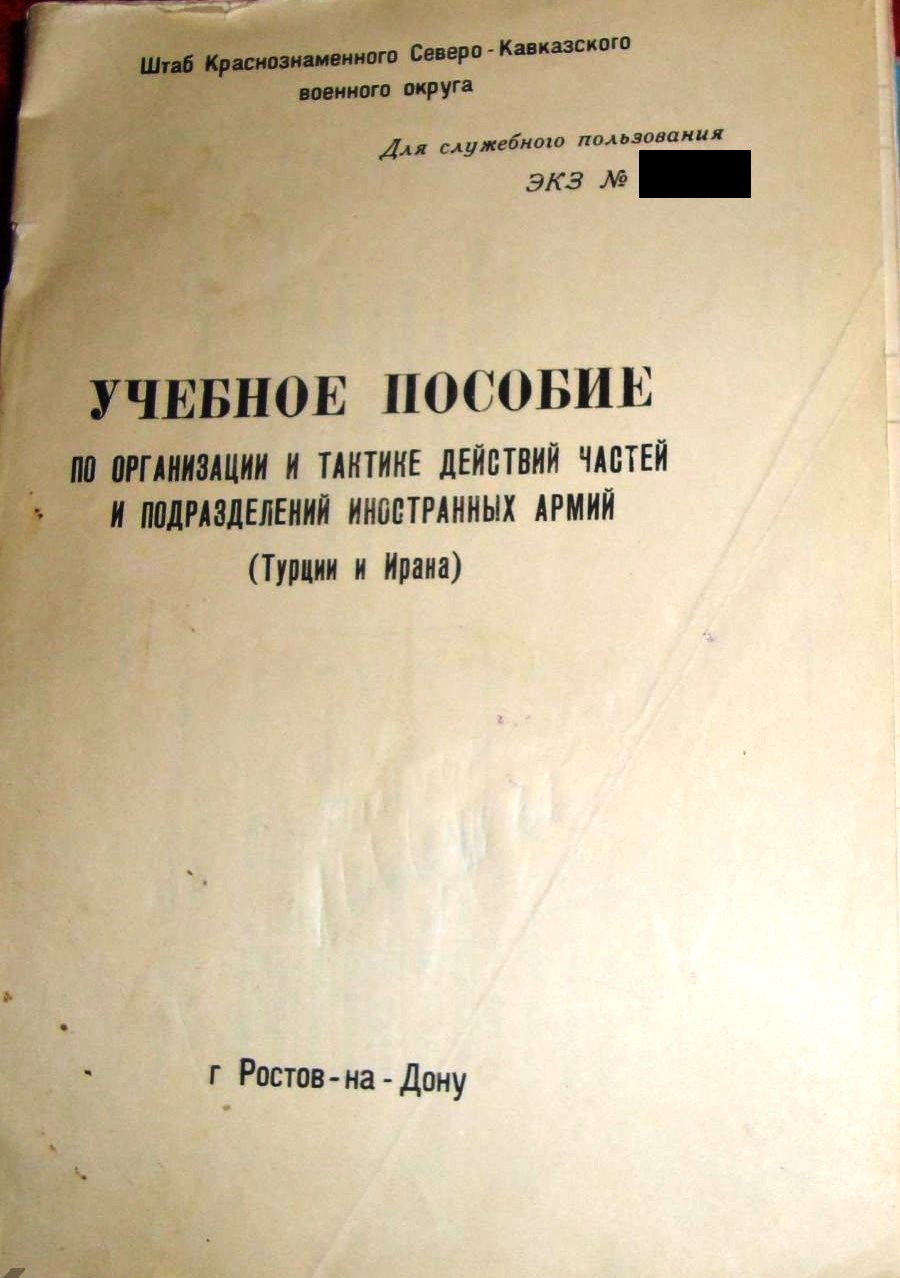 Штаб Краснознаменного Северо-Кавказского
военного округа
Для служебного пользования
ЭКЗ №
УЧЕБНОЕ ПОСОБИЕ
ПО ОРГАНИЗАЦИИ И ТАКТИКЕ ДЕЙСТВИЙ ЧАСТЕЙ
И ПОДРАЗДЕЛЕНИЙ ИНОСТРАННЫХ АРМИЙ
(Турции и Ирана)
г Ростов-на-Дону